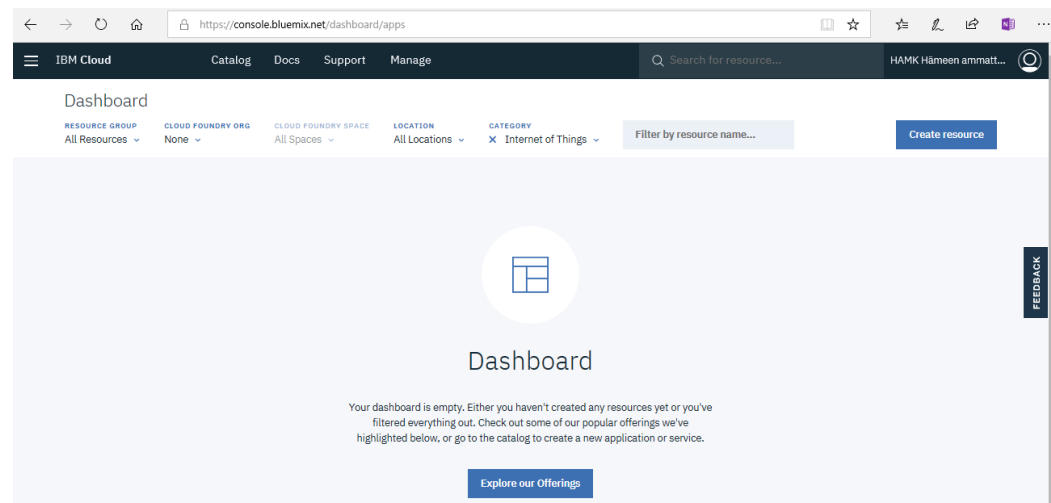 https://console.bluemix.net/dashboard/apps
IBM Cloud Catalog Docs Support Manage Search for resource... HAMK Hämeen ammatt...
Dashboard
RESOURCE GROUP CLOUD FOUNDRY ORG CLOUD FOUNDRY SPACE LOCATION CATEGORY
All Resources None All Spaces All Locations Internet of Things Filter by resource name... Create resource
FEEDBACK
Dashboard
Your dashboard is empty. Either you haven't created any resources yet or you've
filtered everything out. Check out some of our popular offerings we've
highlighted below, or go to the catalog to create a new application or service.
Explore our Offerings